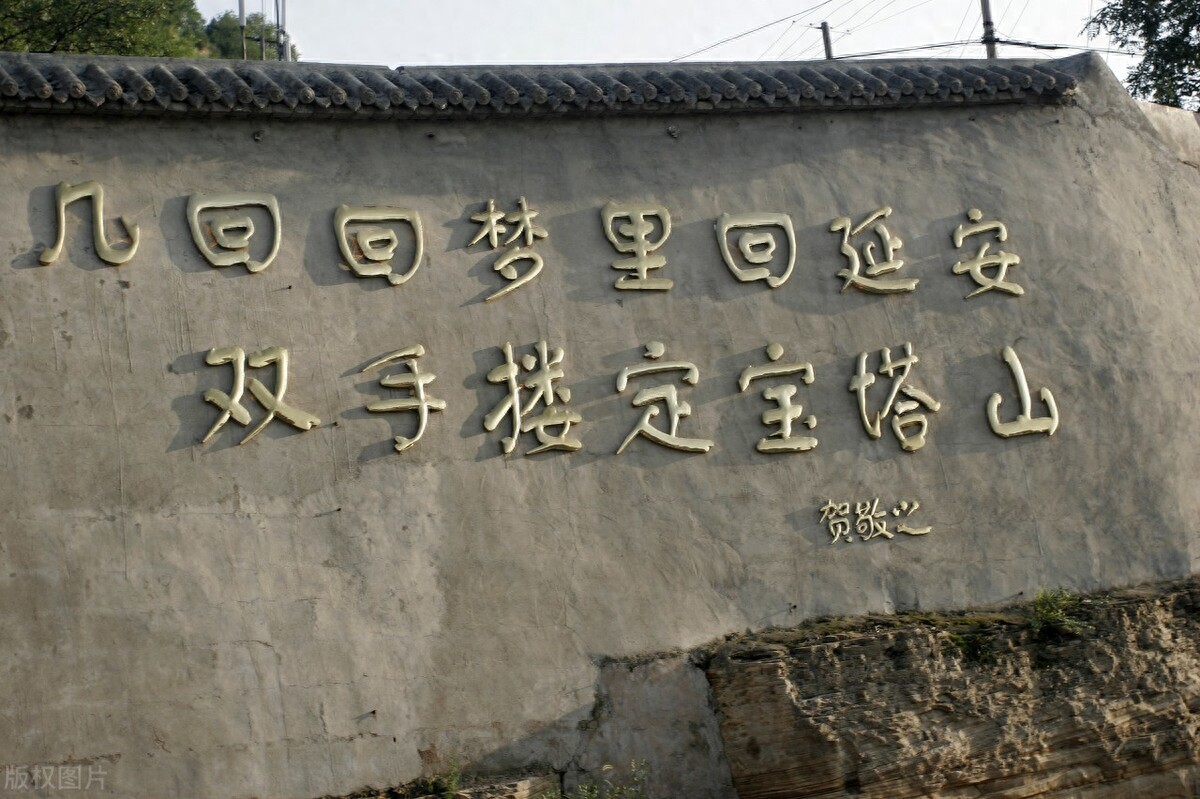 几回回梦里回延安
双手搂定宝塔山
贺敬之
版权图片